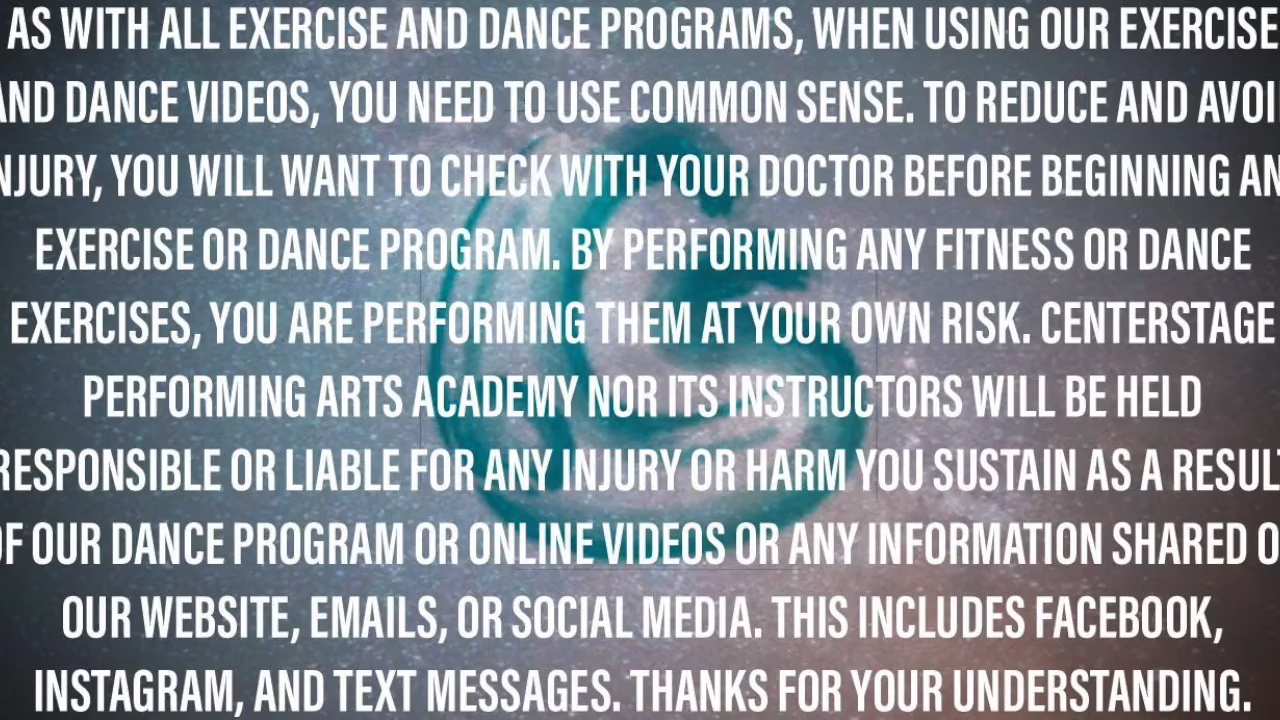 AS WITH ALL EXERCISE AND DANCE PROGRAMS, WHEN USING OUR EXERCISE
AND DANCE VIDEOS, YOU NEED TO USE COMMON SENSE. TO REDUCE AND AVOI
NJURY, YOU WILL WANT TO CHECK WITH YOUR DOCTOR BEFORE BEGINNING AN
EXERCISE OR DANCE PROGRAM. BY PERFORMING ANY FITNESS OR DANCE
EXERCISES, YOU ARE PERFORMING THEM AT YOUR OWN RISK. CENTERSTAGE
PERFORMING ARTS ACADEMY NOR ITS INSTRUCTORS WILL BE HELD
RESPONSIBLE OR LIABLE FOR ANY INJURY OR HARM YOU SUSTAIN AS A RESULT
OF OUR DANCE PROGRAM OR ONLINE VIDEOS OR ANY INFORMATION SHARED O
OUR WEBSITE, EMAILS, OR SOCIAL MEDIA. THIS INCLUDES FACEBOOK,
INSTAGRAM, AND TEXT MESSAGES. THANKS FOR YOUR UNDERSTANDING.